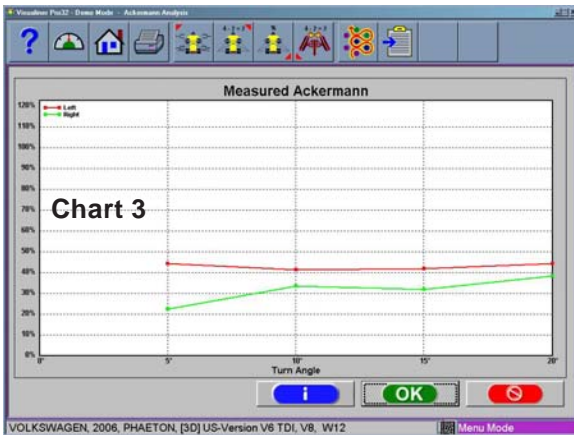 Visualiner Pro32 - Demo Mode - Ackermann Analysis
Measured Ackermann
Left
Right
120%
110%
100%
90%
80%
70%
60%
50%
40%
30%
20%
10%
0%
Chart 3
0°
5°
10°
15°
20°
Turn Angle
i
OK
VOLKSWAGEN, 2006, PHAETON, [3D] US-Version V6 TDI, V8, W12
Menu Mode